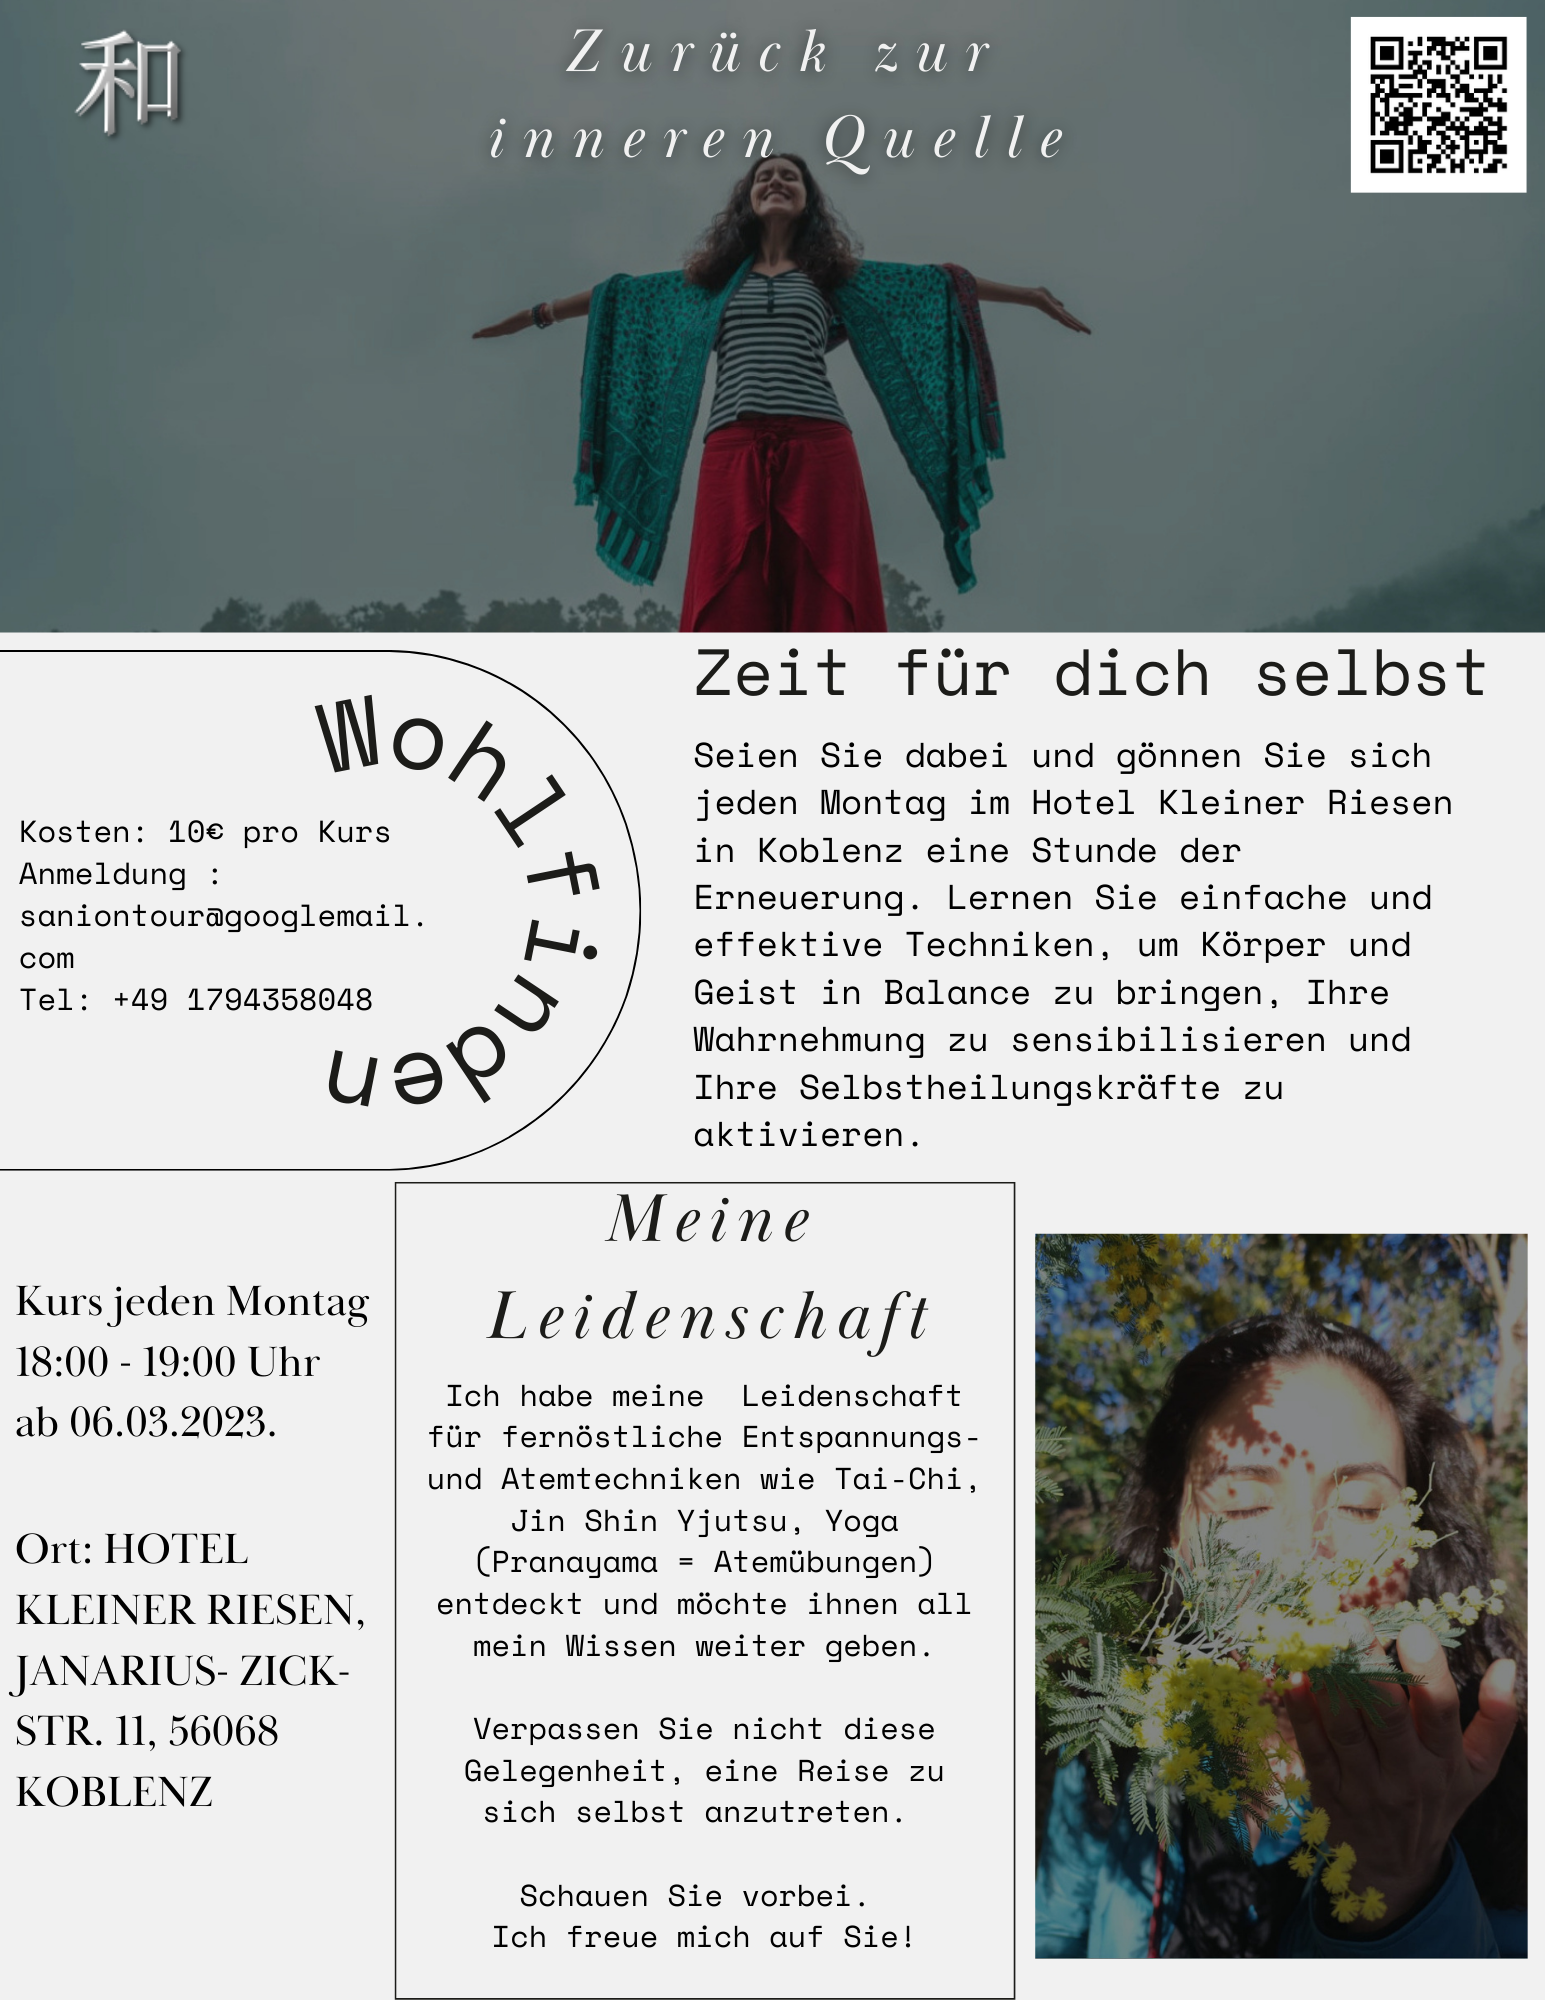 和
Zurück zur
inneren Quelle
Zeit für dich selbst
Seien Sie dabei und gönnen Sie sich
jeden Montag im Hotel Kleiner Riesen
in Koblenz eine Stunde der
Erneuerung. Lernen Sie einfache und
effektive Techniken, um Körper und
Geist in Balance zu bringen, Ihre
Wahrnehmung zu sensibilisieren und
Ihre Selbstheilungskräfte zu
aktivieren.
Wohlfinden
Kosten: 10€ pro Kurs
Anmeldung :
saniontour@googlemail.
com
Tel: +49 1794358048
Kurs jeden Montag
18:00 - 19:00 Uhr
ab 06.03.2023.
Ort: HOTEL
KLEINER RIESEN,
JANARIUS- ZICK-
STR. 11, 56068
KOBLENZ
Meine
Leidenschaft
Ich habe meine  Leidenschaft
für fernöstliche Entspannungs-
und Atemtechniken wie Tai-Chi,
Jin Shin Yjutsu, Yoga
(Pranayama = Atemübungen)
entdeckt und möchte ihnen all
mein Wissen weiter geben.
Verpassen Sie nicht diese
Gelegenheit, eine Reise zu
sich selbst anzutreten.
Schauen Sie vorbei.
Ich freue mich auf Sie!